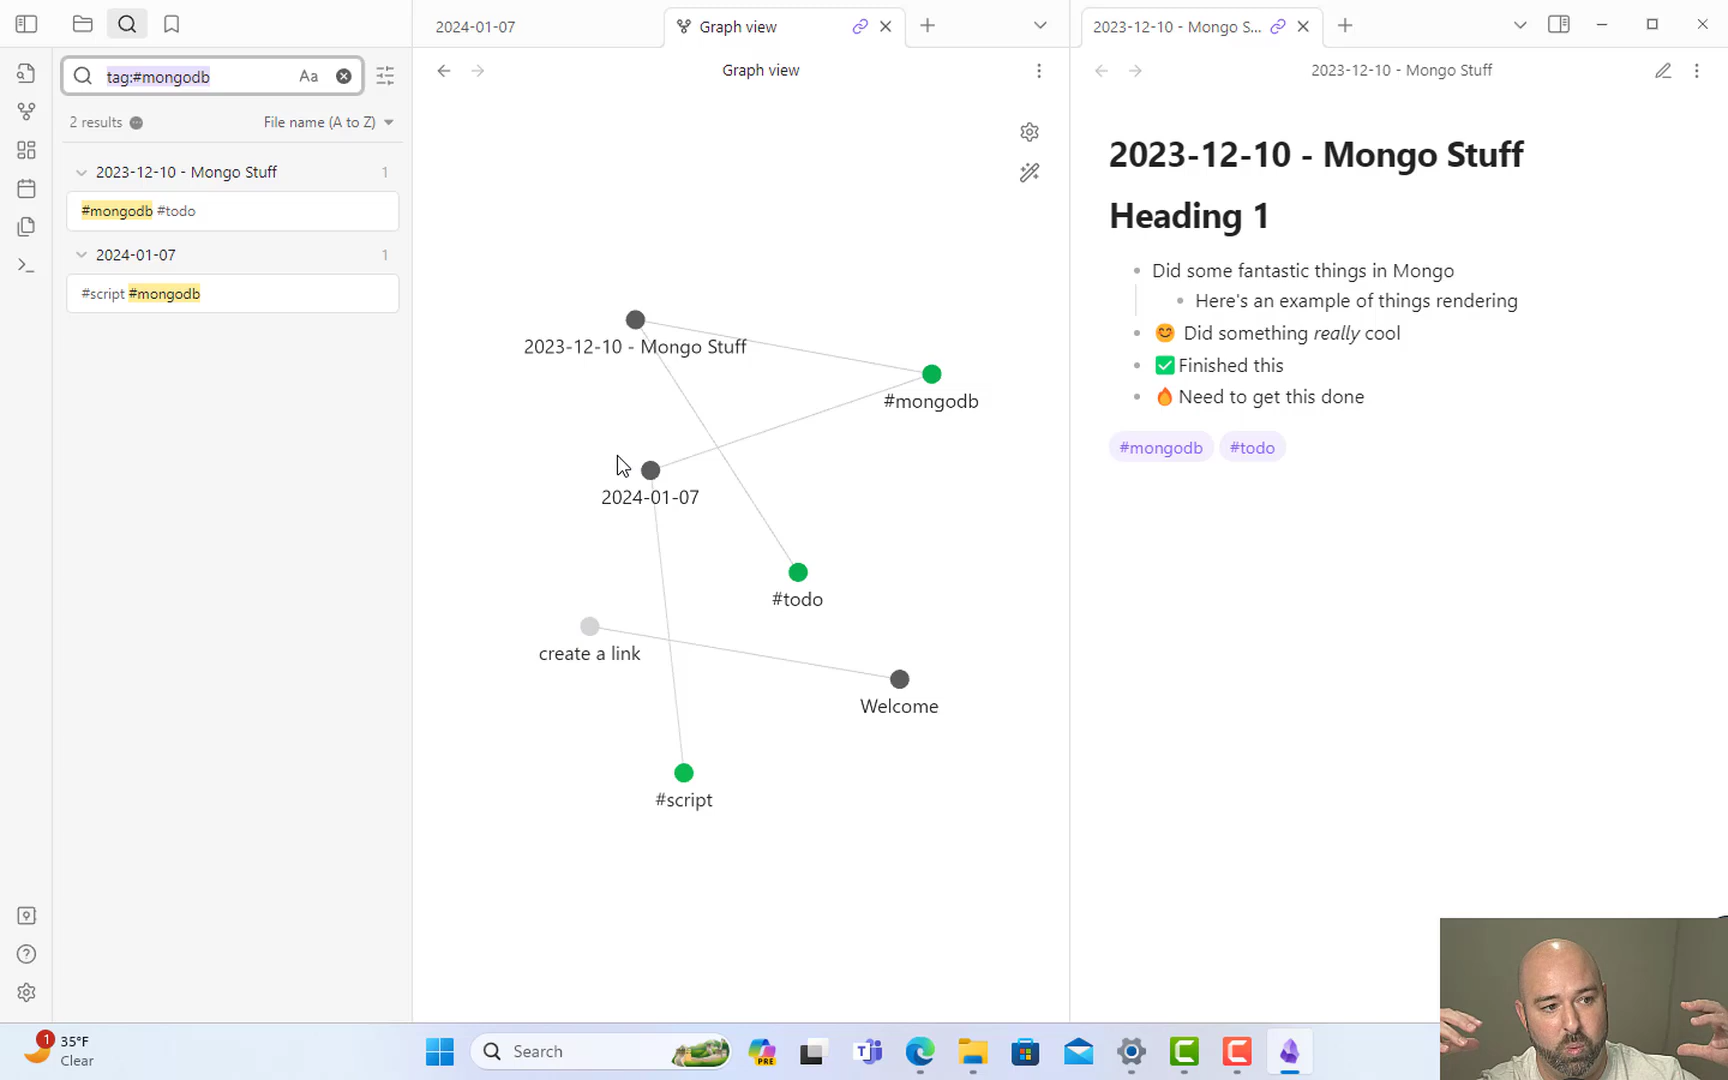 2024-01-07
Graph view
2023-12-10 - Mongo S...
tag:#mongodb
Aa
2 results
File name (A to Z)
2023-12-10 - Mongo Stuff
1
#mongodb #todo
2024-01-07
1
#script #mongodb
Graph view
2023-12-10 - Mongo Stuff
#mongodb
2024-01-07
#todo
create a link
Welcome
#script
2023-12-10 - Mongo Stuff
2023-12-10 - Mongo Stuff
Heading 1
Did some fantastic things in Mongo
Here's an example of things rendering
😊 Did something really cool
✅ Finished this
🔥 Need to get this done
#mongodb #todo
1
35°F
Clear
Search
PRE